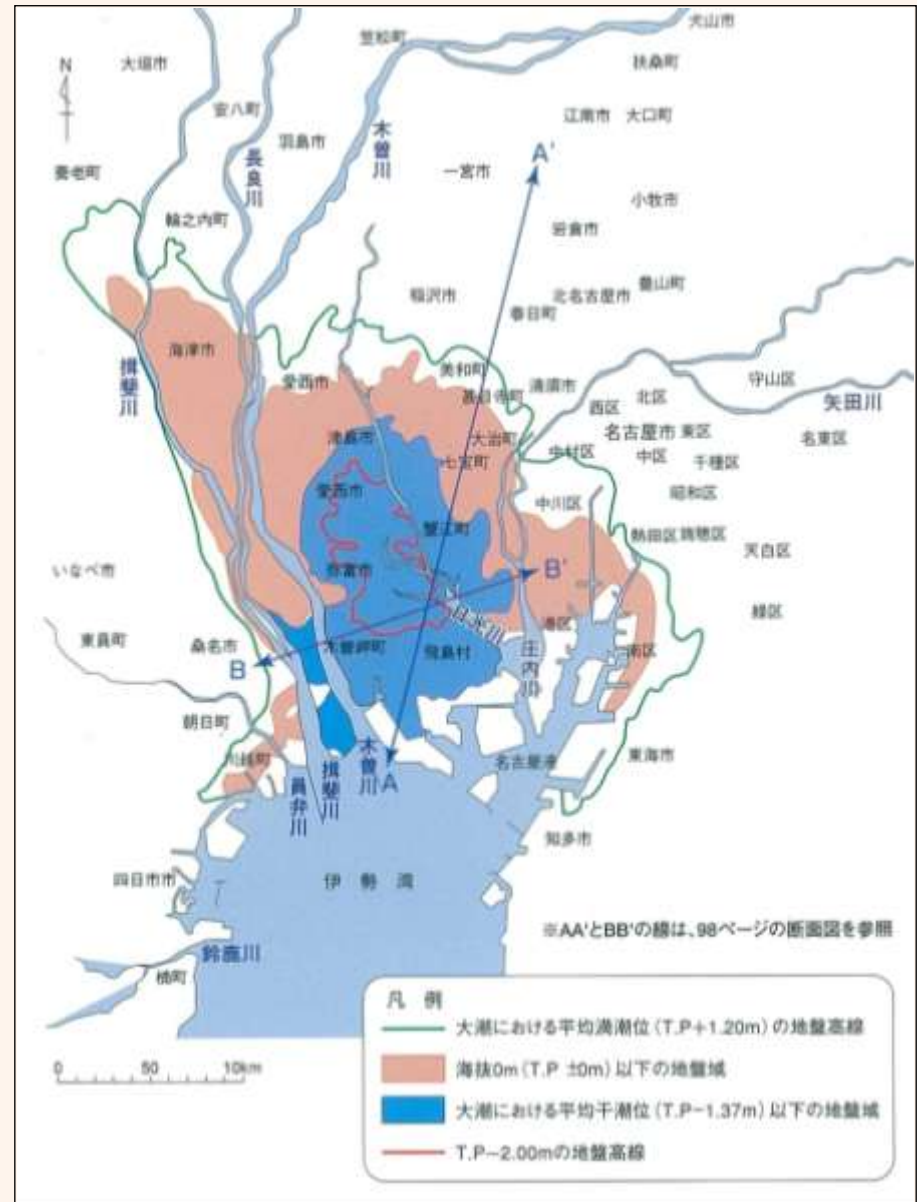 犬山市
笠松町
N
大垣市
扶桑町
安八町
江南市 大口町
羽島市
木曽川
長良川
A'
養老町
一宮市
小牧市
輪之内町
岩倉市
豊山町
稲沢市
北名古屋市
春日町
海津市
揖斐川
愛西市
美和町
甚目寺町
清須市
守山区
西区
北区
矢田川
津島市
大治町
名古屋市
東区
名東区
七宝町
中村区
中区
千種区
愛西市
中川区
昭和区
蟹江町
熱田区
瑞穂区
天白区
いなべ市
弥富市
B'
日光川
緑区
東員町
桑名市
B
木曽岬町
飛島村
港区
庄内川
南区
朝日町
川越町
木曽川
A
名古屋港
東海市
揖斐川
員弁川
知多市
四日市市
伊勢湾
※AA'とBB'の線は、98ページの断面図を参照
鈴鹿川
楠町
凡例
大潮における平均満潮位(T.P+1.20m)の地盤高線
海抜0m(T.P ±0m)以下の地盤域
大潮における平均干潮位(T.P-1.37m)以下の地盤域
T.P-2.00mの地盤高線
0 50 10km